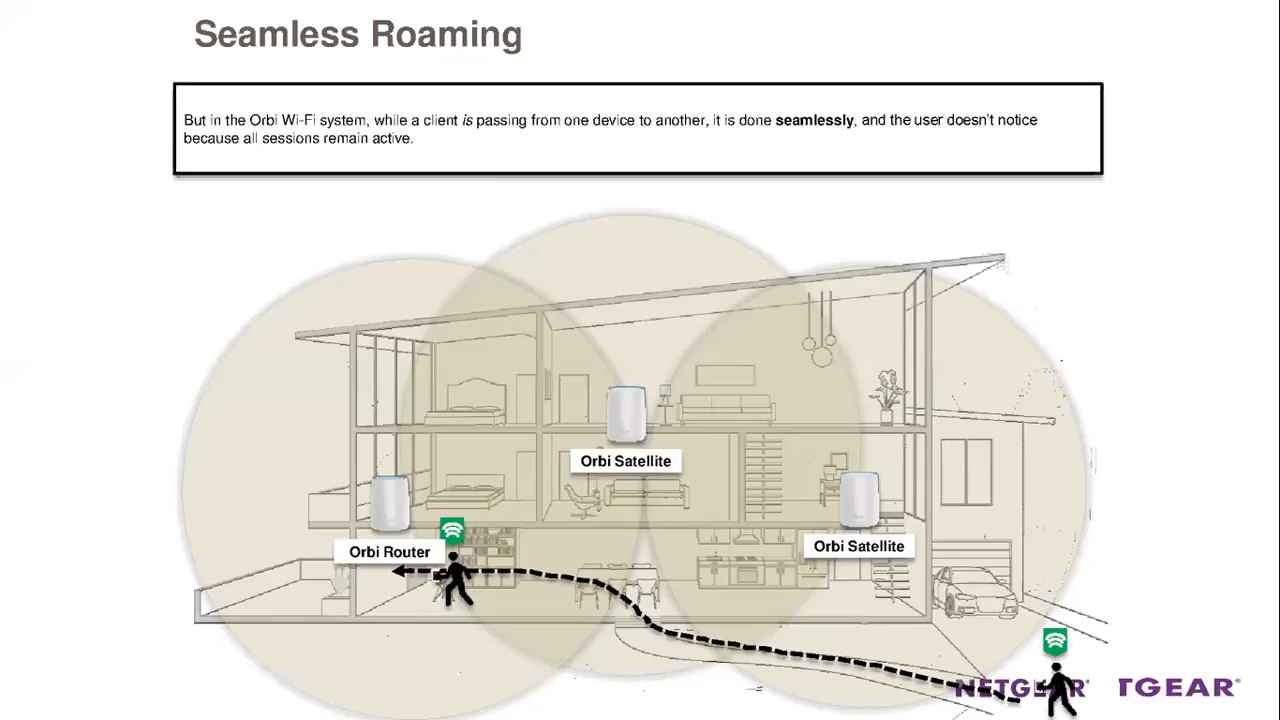 Seamless Roaming
But in the Orbi Wi-Fi system, while a client is passing from one device to another, it is done seamlessly, and the user doesn't notice
because all sessions remain active.
Orbi Satellite
Orbi Router
Orbi Satellite
NETGEAR®
TGEAR®